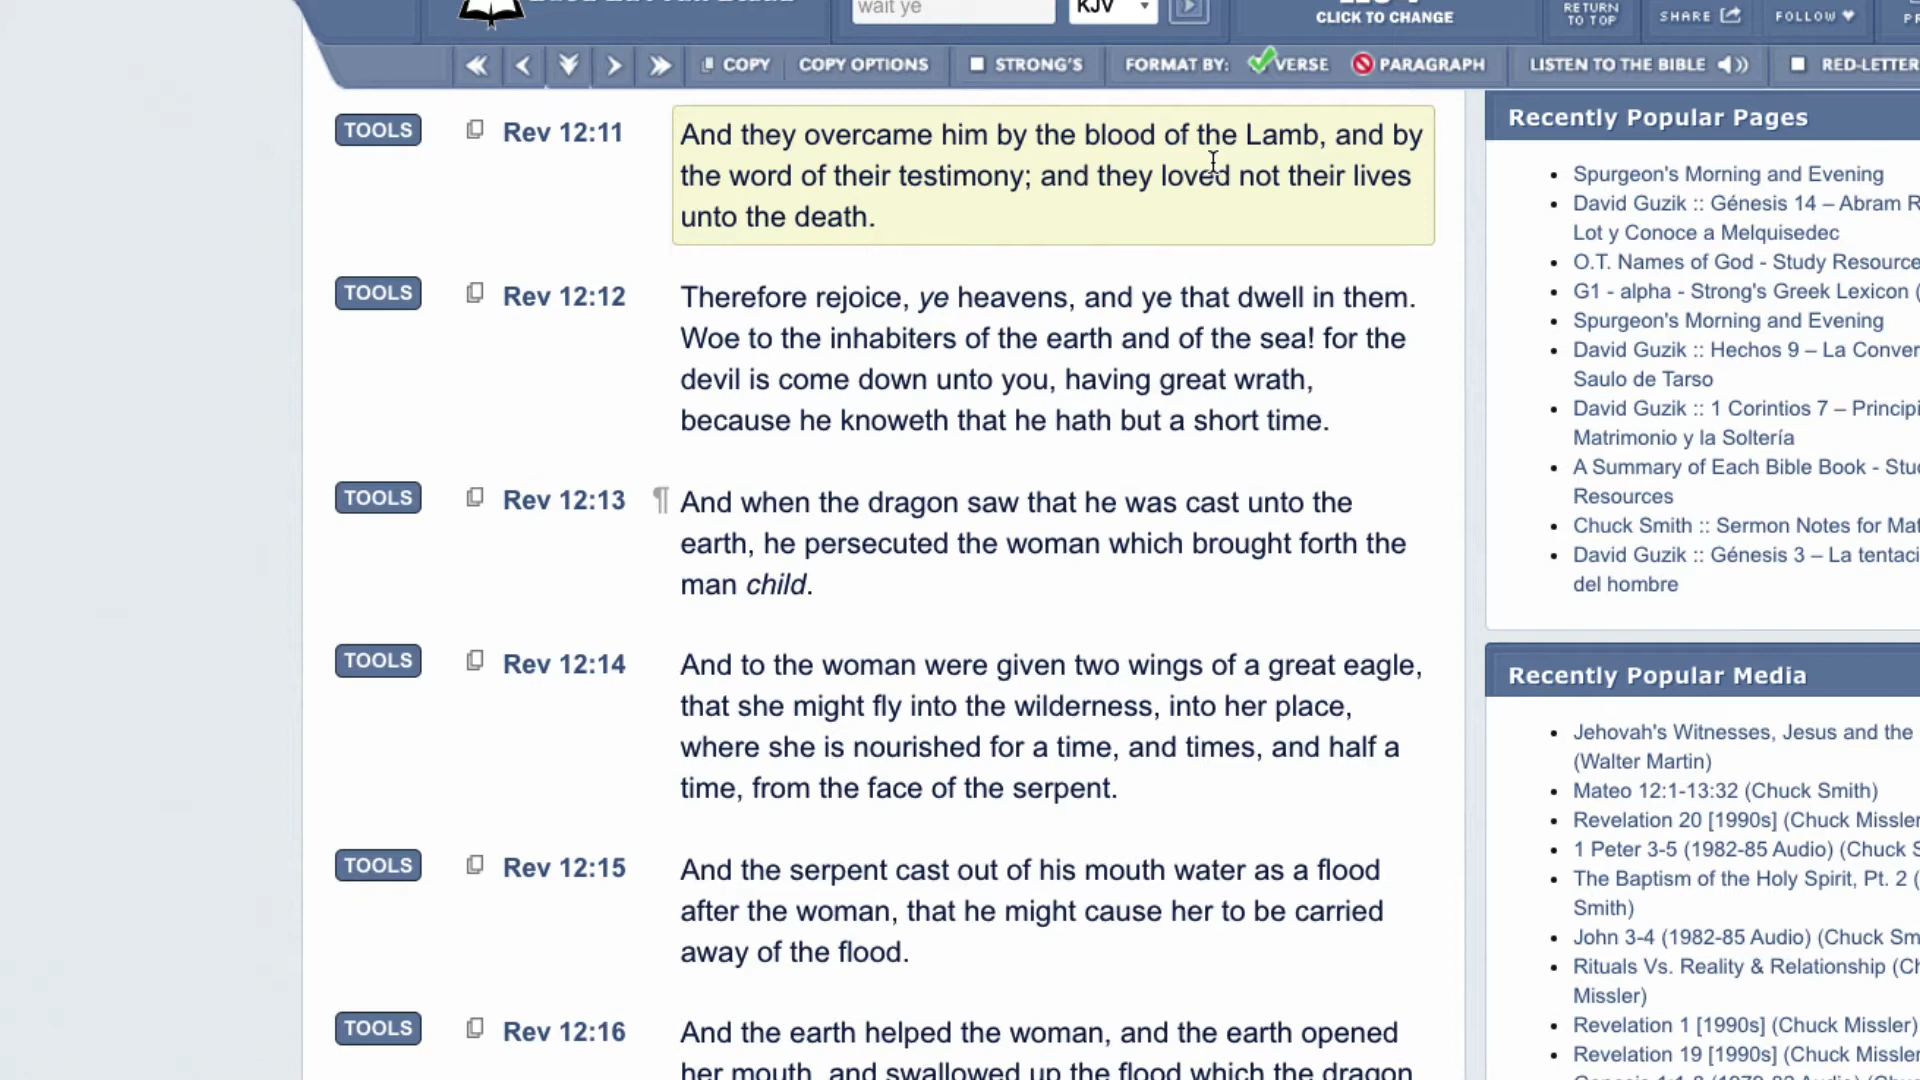 wait ye
KJV
CLICK TO CHANGE
RETURN
TO TOP
SHARE
FOLLOW
COPY
COPY OPTIONS
STRONG'S
FORMAT BY:
VERSE
PARAGRAPH
LISTEN TO THE BIBLE
RED-LETTER
TOOLS
Rev 12:11
And they overcame him by the blood of the Lamb, and by
the word of their testimony; and they loved not their lives
unto the death.
TOOLS
Rev 12:12
Therefore rejoice, ye heavens, and ye that dwell in them.
Woe to the inhabiters of the earth and of the sea! for the
devil is come down unto you, having great wrath,
because he knoweth that he hath but a short time.
TOOLS
Rev 12:13
¶ And when the dragon saw that he was cast unto the
earth, he persecuted the woman which brought forth the
man child.
TOOLS
Rev 12:14
And to the woman were given two wings of a great eagle,
that she might fly into the wilderness, into her place,
where she is nourished for a time, and times, and half a
time, from the face of the serpent.
TOOLS
Rev 12:15
And the serpent cast out of his mouth water as a flood
after the woman, that he might cause her to be carried
away of the flood.
TOOLS
Rev 12:16
And the earth helped the woman, and the earth opened
her mouth, and swallowed up the flood which the dragon
Recently Popular Pages
Spurgeon's Morning and Evening
David Guzik :: Génesis 14 – Abram R
Lot y Conoce a Melquisedec
O.T. Names of God - Study Resource
G1 - alpha - Strong's Greek Lexicon (
Spurgeon's Morning and Evening
David Guzik :: Hechos 9 – La Conver
Saulo de Tarso
David Guzik :: 1 Corintios 7 – Principi
Matrimonio y la Soltería
A Summary of Each Bible Book - Stu
Resources
Chuck Smith :: Sermon Notes for Mat
David Guzik :: Génesis 3 – La tentaci
del hombre
Recently Popular Media
Jehovah's Witnesses, Jesus and the
(Walter Martin)
Mateo 12:1-13:32 (Chuck Smith)
Revelation 20 [1990s] (Chuck Missler
1 Peter 3-5 (1982-85 Audio) (Chuck S
The Baptism of the Holy Spirit, Pt. 2 (
Smith)
John 3-4 (1982-85 Audio) (Chuck Sm
Rituals Vs. Reality & Relationship (Ch
Missler)
Revelation 1 [1990s] (Chuck Missler)
Revelation 19 [1990s] (Chuck Missler